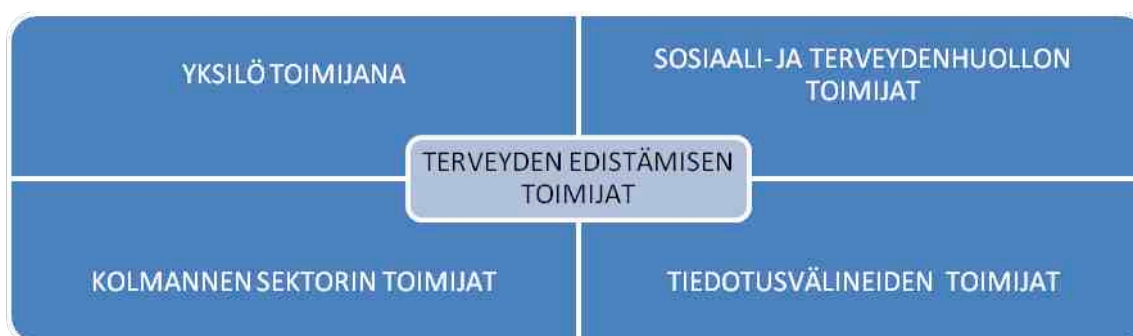 YKSILÖ TOIMIJANA
SOSIAALI- JA TERVEYDENHUOLLON
TOIMIJAT
TERVEYDEN EDISTÄMISEN
TOIMIJAT
KOLMANNEN SEKTORIN TOIMIJAT
TIEDOTUSVÄLINEIDEN TOIMIJAT